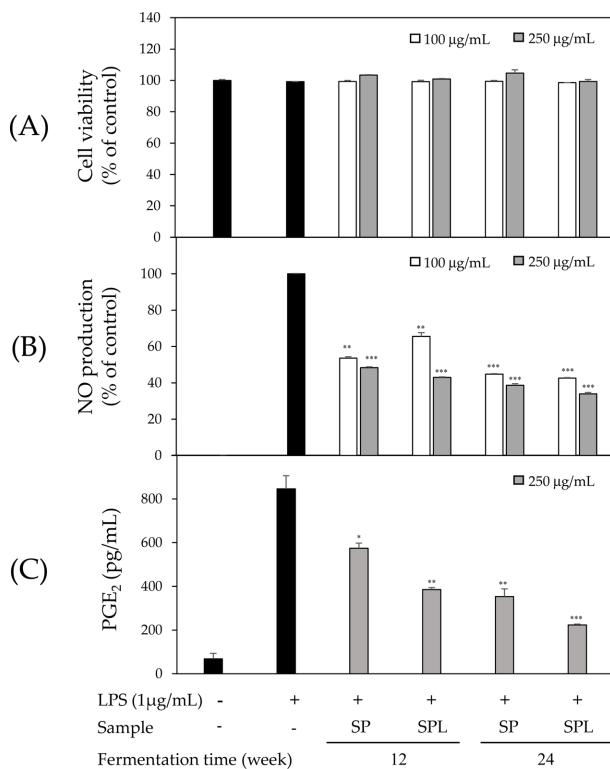 (A)
Cell viability
(% of control)
140
120
100
80
60
40
20
0
100 μg/mL 250 μg/mL
(B)
NO production
(% of control)
100
80
60
40
20
0
100 μg/mL 250 μg/mL
** *** ** *** *** *** *** ***
(C)
PGE2 (pg/mL)
800
600
400
200
0
250 μg/mL
* ** ** ***
LPS (1μg/mL) - + + + + +
Sample - - SP SPL SP SPL
Fermentation time (week) 12 24